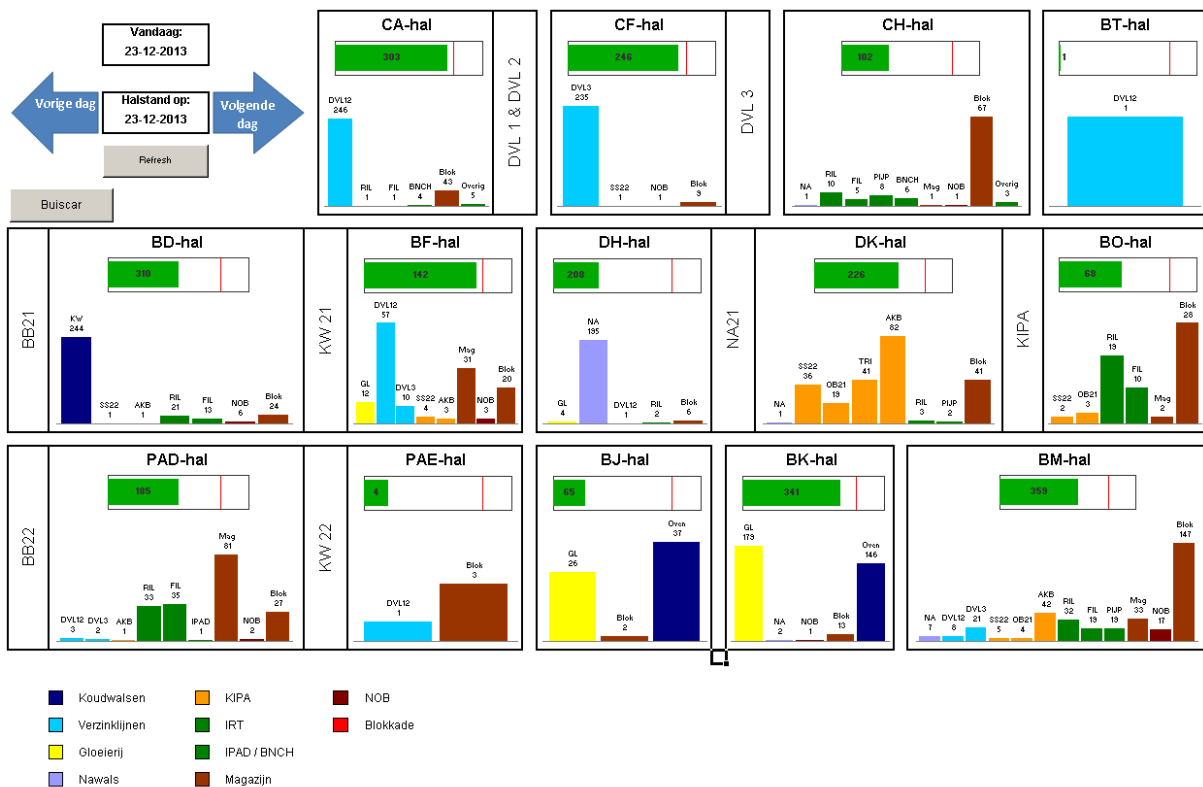 Vandaag:
23-12-2013
Vorige dag
Halstand op:
23-12-2013
Volgende
dag
Refresh
Buiscar
CA-hal
303
DVL12
246
RIL
1
FIL
1
BNCH
4
Blok
43
Overig
5
DVL 1 & DVL 2
CF-hal
246
DVL3
235
SS22
1
NOB
1
Blok
9
DVL 3
CH-hal
102
NA
1
RIL
10
FIL
5
PIJP
8
BNCH
6
Mag
1
NOB
1
Blok
67
Overig
3
BT-hal
1
DVL12
1
BB21
BD-hal
310
KW
244
SS22
1
AKB
1
RIL
21
FIL
13
NOB
6
Blok
24
KW 21
BF-hal
142
GL
12
DVL12
57
DVL3
10
SS22
4
AKB
3
Mag
31
NOB
3
Blok
20
DH-hal
208
GL
4
NA
195
DVL12
1
RIL
2
Blok
6
NA21
DK-hal
226
NA
1
SS22
36
OB21
19
TRI
41
AKB
82
RIL
3
PIJP
2
Blok
41
KIPA
BO-hal
68
SS22
2
OB21
3
RIL
19
FIL
10
Mag
2
Blok
28
BB22
PAD-hal
185
DVL12
3
DVL3
2
AKB
1
RIL
33
FIL
35
IPAD
1
Mag
81
NOB
2
Blok
27
KW 22
PAE-hal
4
DVL12
1
Blok
3
BJ-hal
65
GL
26
Blok
2
Oven
37
BK-hal
341
GL
179
NA
2
NOB
1
Blok
13
Oven
146
BM-hal
359
NA
7
DVL12
8
DVL3
21
SS22
5
OB21
4
AKB
42
RIL
32
FIL
19
PIJP
19
Mag
33
NOB
17
Blok
147
Koudwalsen
KIPA
NOB
Verzinklijnen
IRT
Blokkade
Gloeierij
IPAD / BNCH
Nawals
Magazijn